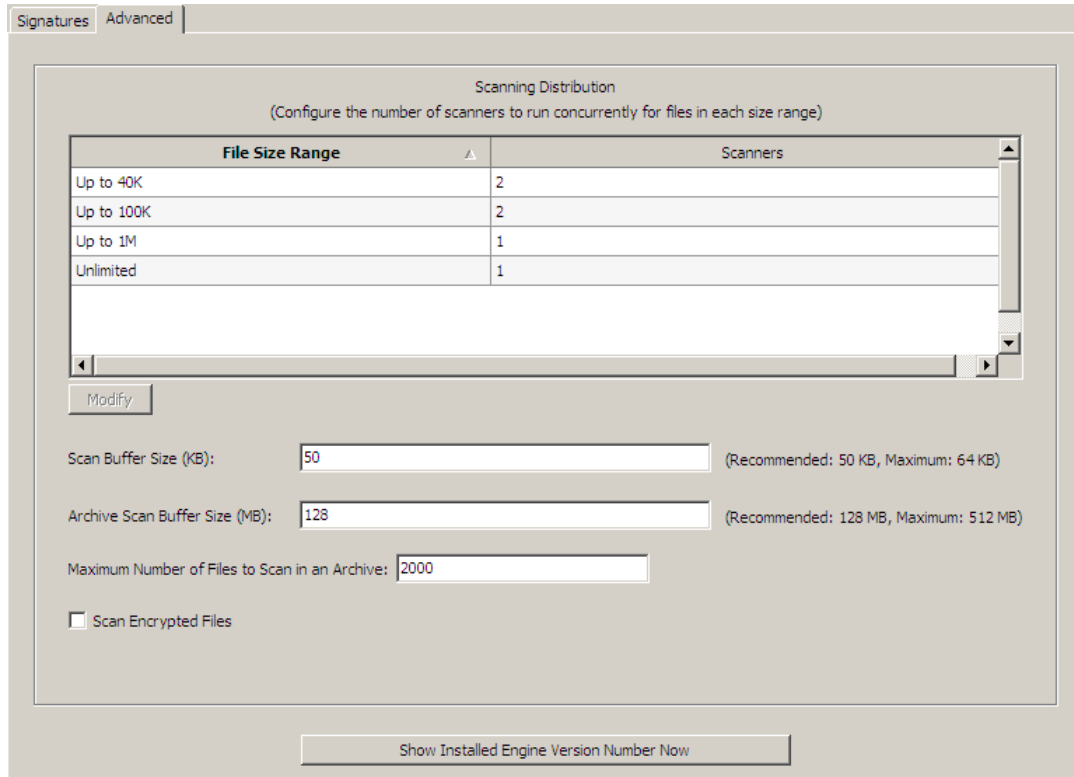 Signatures Advanced
Scanning Distribution
(Configure the number of scanners to run concurrently for files in each size range)
File Size Range Scanners
Up to 40K 2
Up to 100K 2
Up to 1M 1
Unlimited 1
Modify
Scan Buffer Size (KB): 50 (Recommended: 50 KB, Maximum: 64 KB)
Archive Scan Buffer Size (MB): 128 (Recommended: 128 MB, Maximum: 512 MB)
Maximum Number of Files to Scan in an Archive: 2000
Scan Encrypted Files
Show Installed Engine Version Number Now